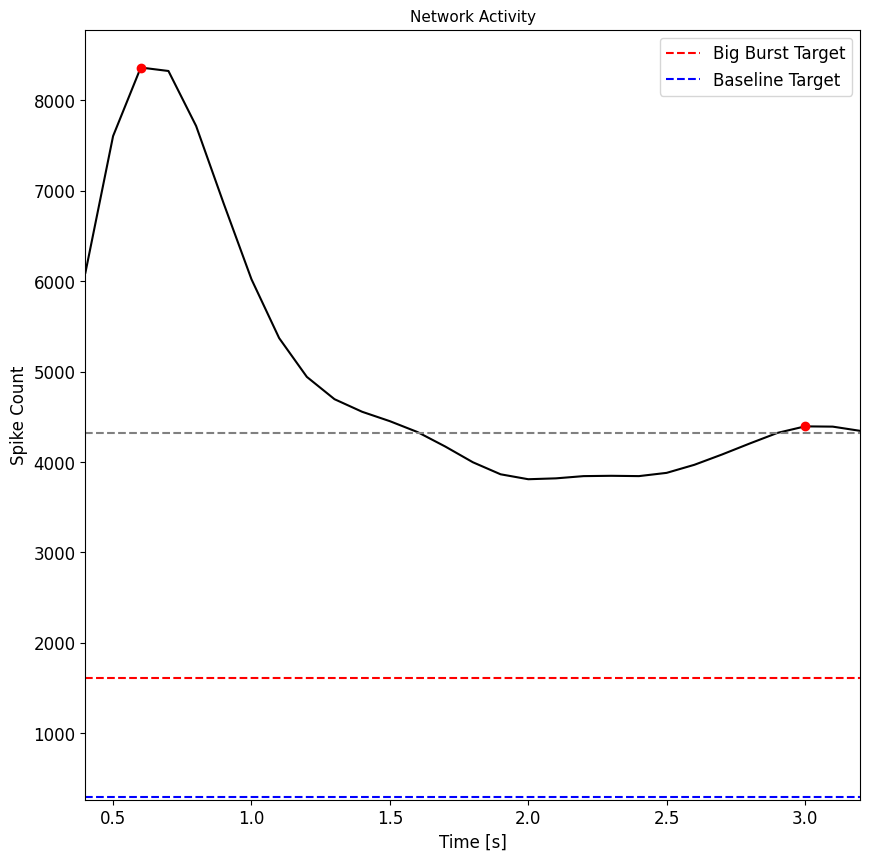 Network Activity
Big Burst Target
Baseline Target
Spike Count
8000
7000
6000
5000
4000
3000
2000
1000
0.5
1.0
1.5
2.0
2.5
3.0
Time [s]